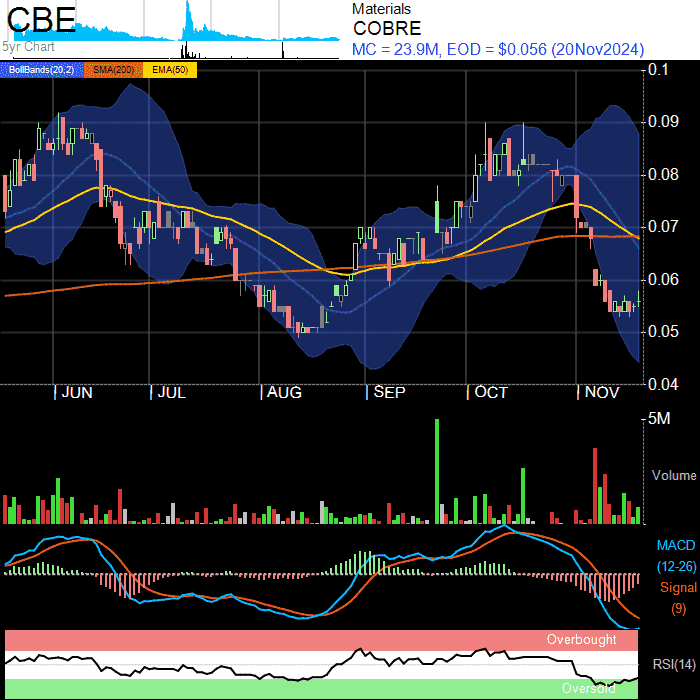 CBE
5yr Chart
Materials
COBRE
MC = 23.9M, EOD = $0.056 (20Nov2024)
BollBands(20,2) SMA(200) EMA(50)
0.1
0.09
0.08
0.07
0.06
0.05
0.04
JUN JUL AUG SEP OCT NOV
5M
Volume
MACD
(12-26)
Signal
(9)
Overbought
RSI(14)
Oversold